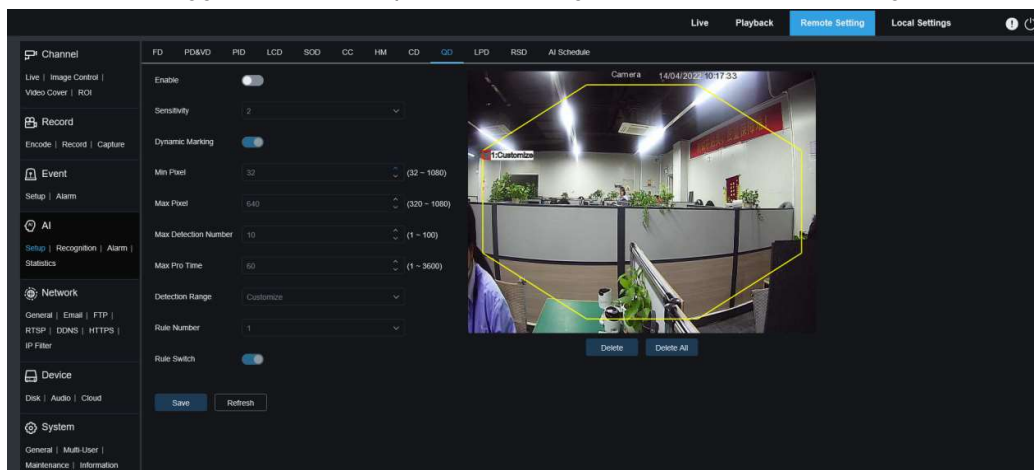 Live Playback Remote Setting Local Settings
Channel
Live | Image Control |
Video Cover | ROI
Record
Encode | Record | Capture
Event
Setup | Alarm
AI
Setup | Recognition | Alarm |
Statistics
Network
General | Email | FTP |
RTSP | DDNS | HTTPS |
IP Filter
Device
Disk | Audio | Cloud
System
General | Multi-User |
Maintenance | Information
FD PD&VD PID LCD SOD CC HM CD QD LPD RSD AI Schedule
Enable
Sensitivity 2
Dynamic Marking
Min Pixel 32 (32 ~ 1080)
Max Pixel 640 (320 ~ 1080)
Max Detection Number 10 (1 ~ 100)
Max Pro Time 60 (1 ~ 3600)
Detection Range Customize
Rule Number 1
Rule Switch
Save Refresh
Camera 14/04/2022 10:17:33
1:Customize
Delete Delete All